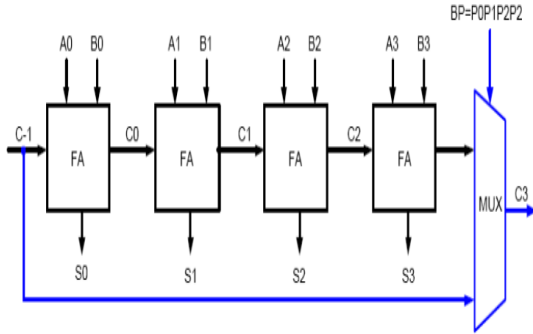 BP=P0P1P2P2
A0 B0 A1 B1 A2 B2 A3 B3
C-1 FA C0 FA C1 FA C2 FA
MUX C3
S0 S1 S2 S3